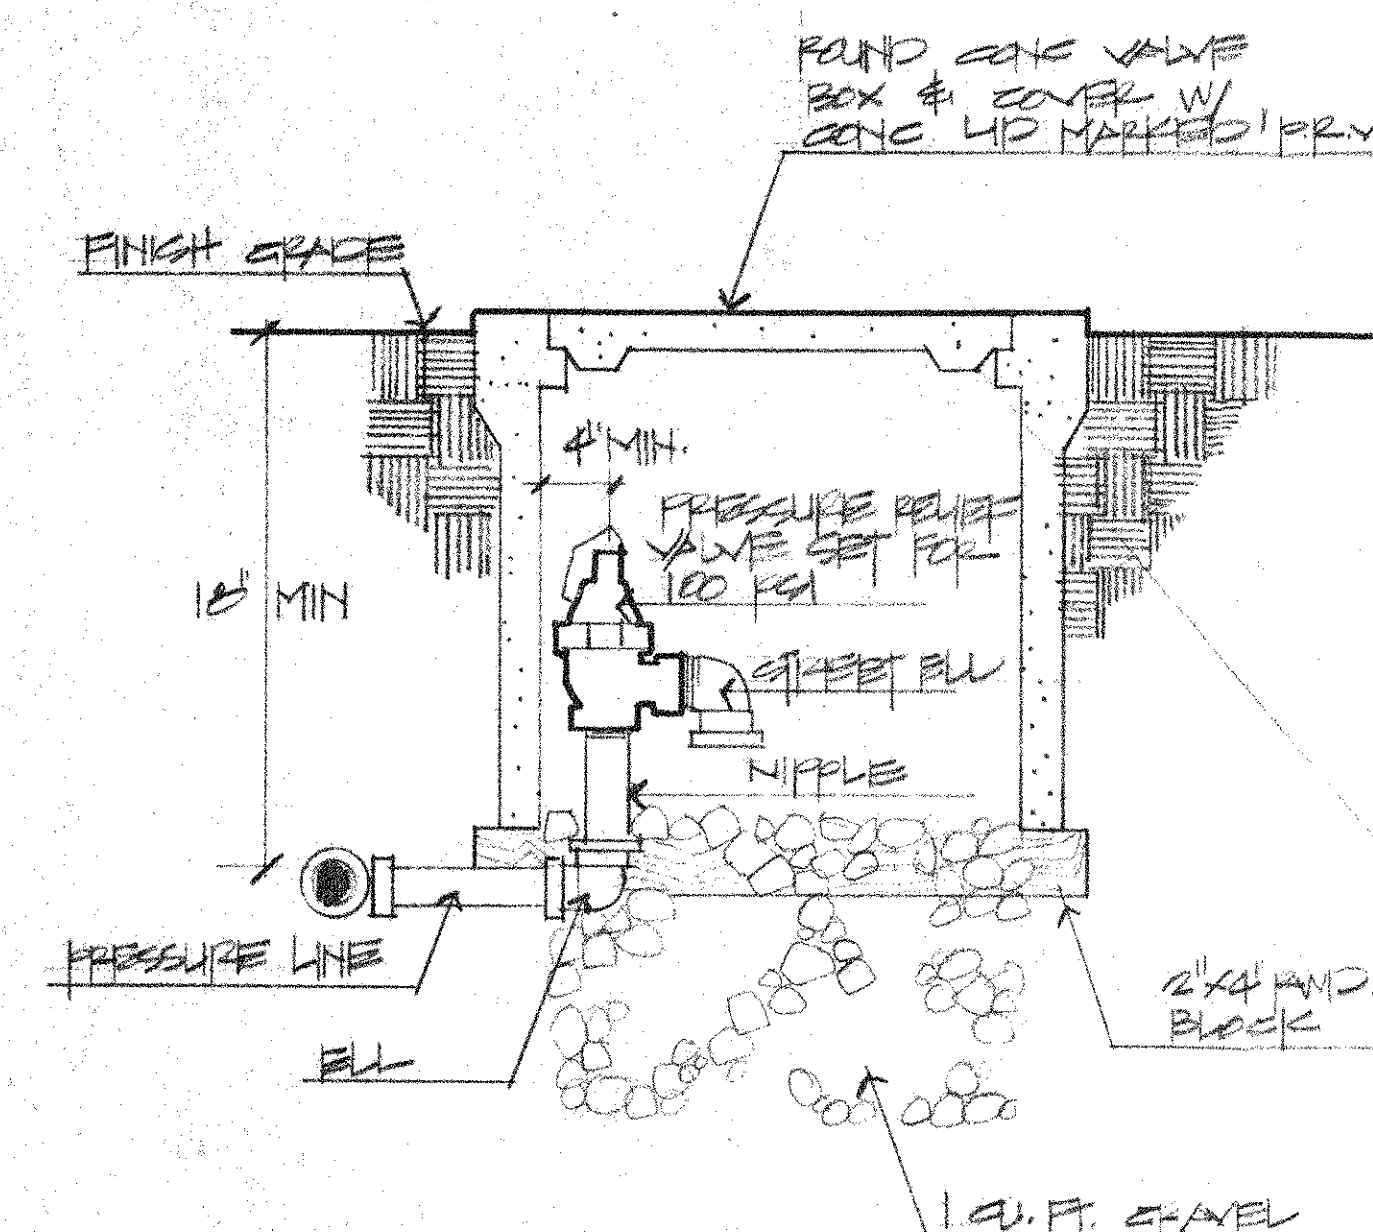 ROUND CONC VALVE
BOX & COVER W/
CONC. LID MARKED 'P.R.V
FINISH GRADE
4" MIN.
PRESSURE RELIEF
VALVE SET FOR
100 PSI
18" MIN
STREET ELL
NIPPLE
PRESSURE LINE
2"X4" RWD.
BLOCK
ELL
1 CU. FT. GRAVEL